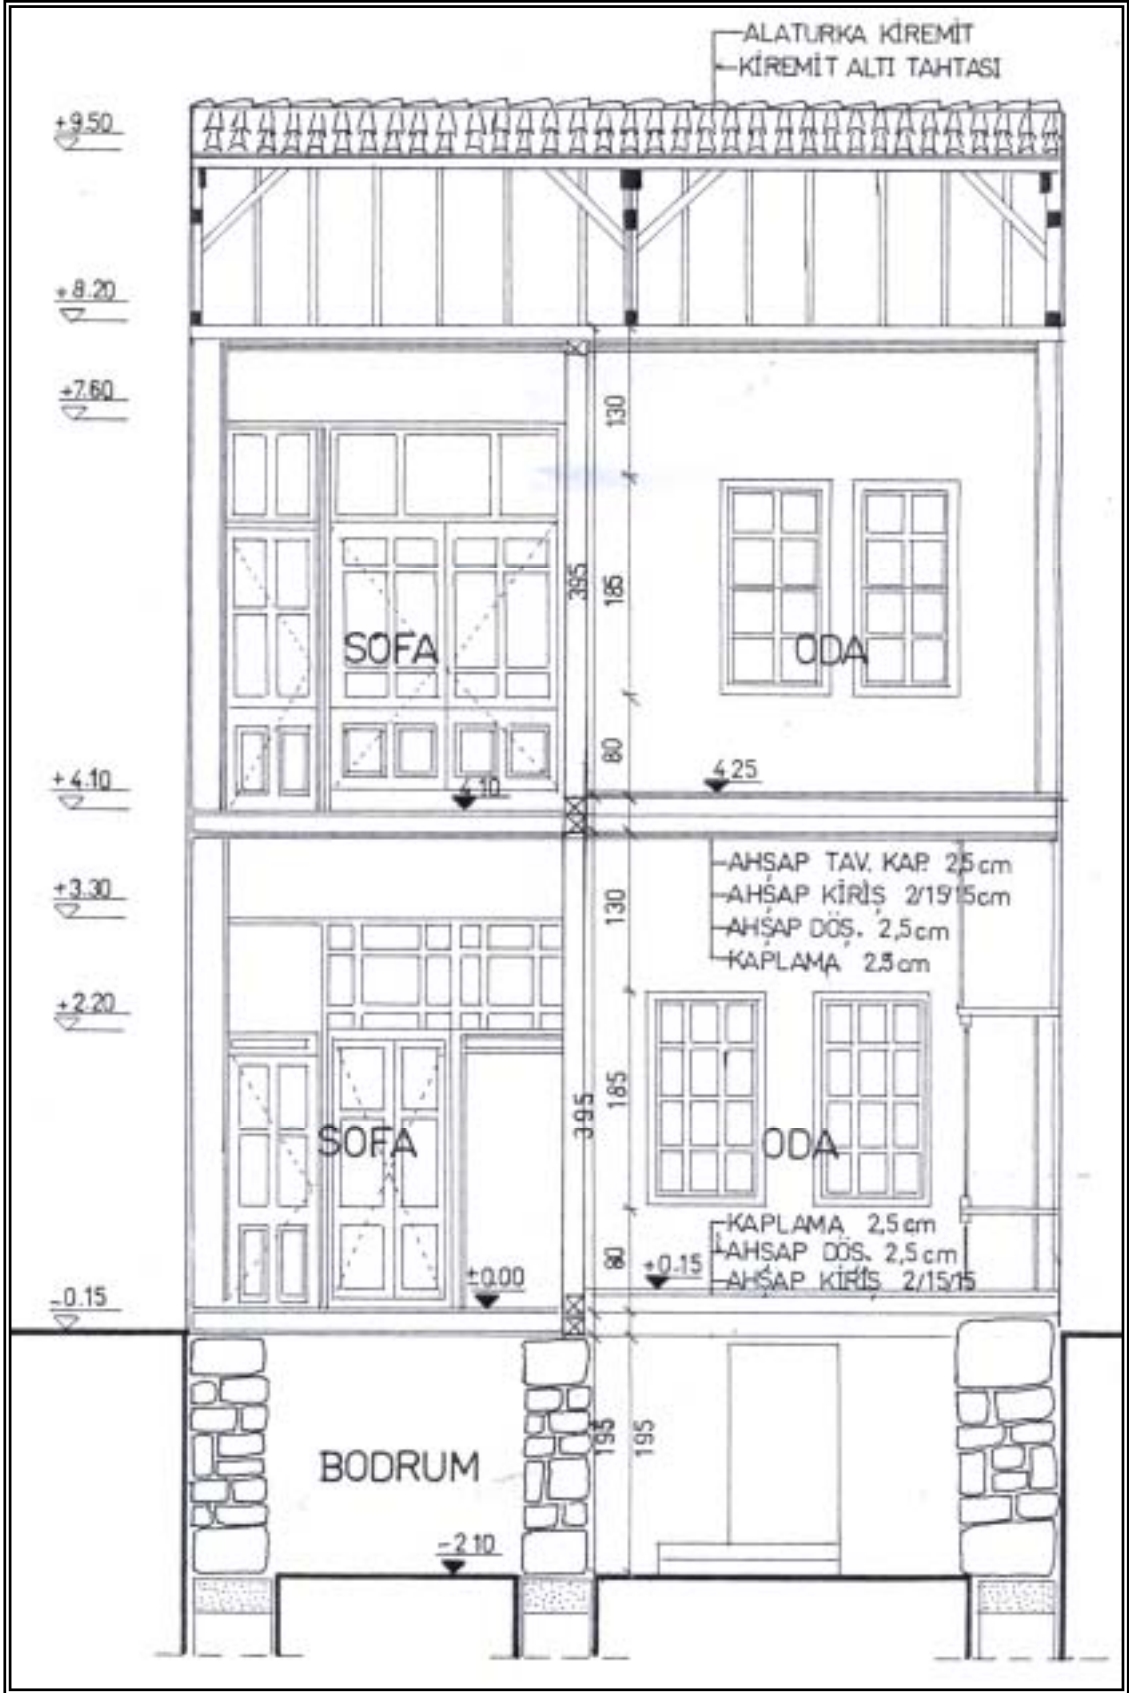 ALATURKA KİREMİT
KİREMİT ALTI TAHTASI
+9.50
+8.20
+7.60
130
395
185
SOFA
ODA
80
+4.10
4.10
4.25
AHŞAP TAV. KAP. 2,5 cm
AHŞAP KİRİŞ 2/15/15cm
AHŞAP DÖŞ. 2,5cm
KAPLAMA 2,5cm
+3.30
130
+2.20
185
395
SOFA
ODA
KAPLAMA 2,5cm
AHŞAP DÖŞ. 2,5cm
AHŞAP KİRİŞ 2/15/15
80
+0.15
±0.00
-0.15
195
195
BODRUM
-2.10